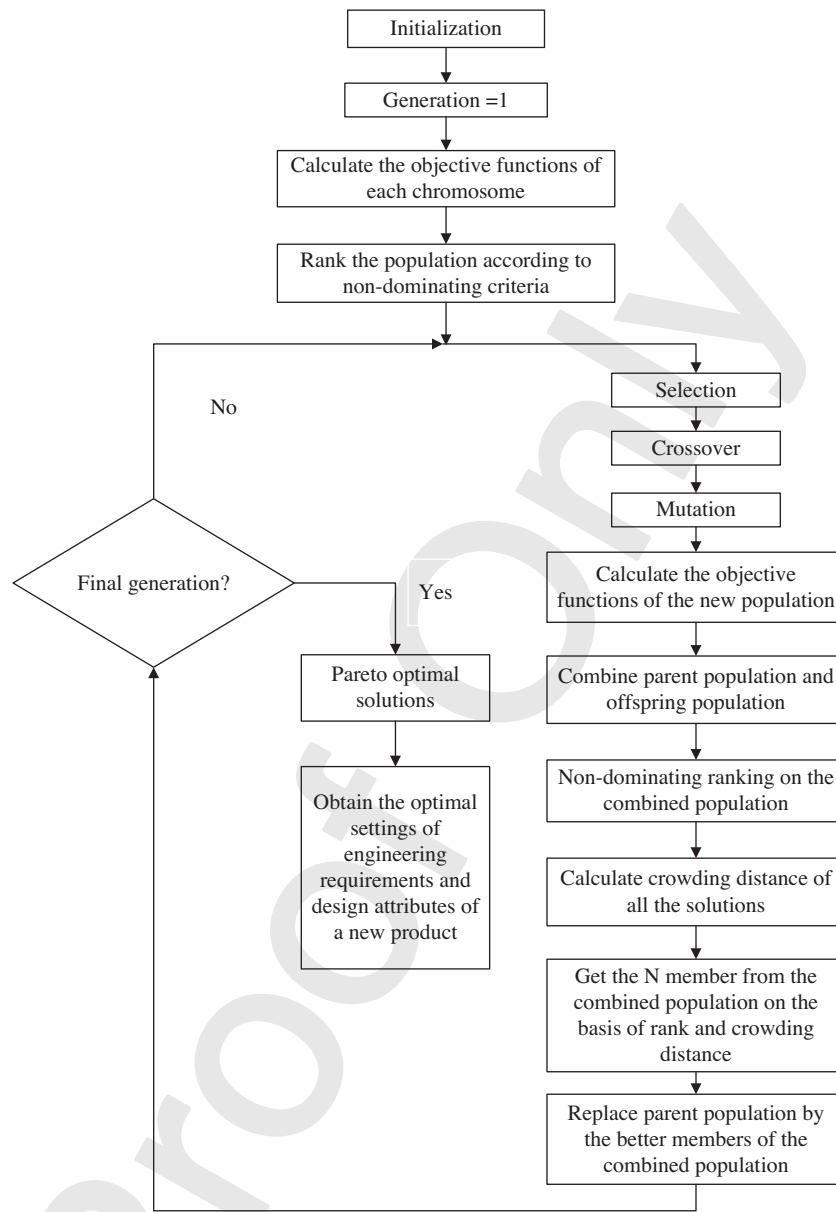 Initialization
Generation =1
Calculate the objective functions of
each chromosome
Rank the population according to
non-dominating criteria
No
Selection
Crossover
Mutation
Final generation?
Yes
Calculate the objective
functions of the new population
Pareto optimal
solutions
Combine parent population and
offspring population
Obtain the optimal
settings of
engineering
requirements and
design attributes of
a new product
Non-dominating ranking on the
combined population
Calculate crowding distance of
all the solutions
Get the N member from the
combined population on the
basis of rank and crowding
distance
Replace parent population by
the better members of the
combined population
Proof Only